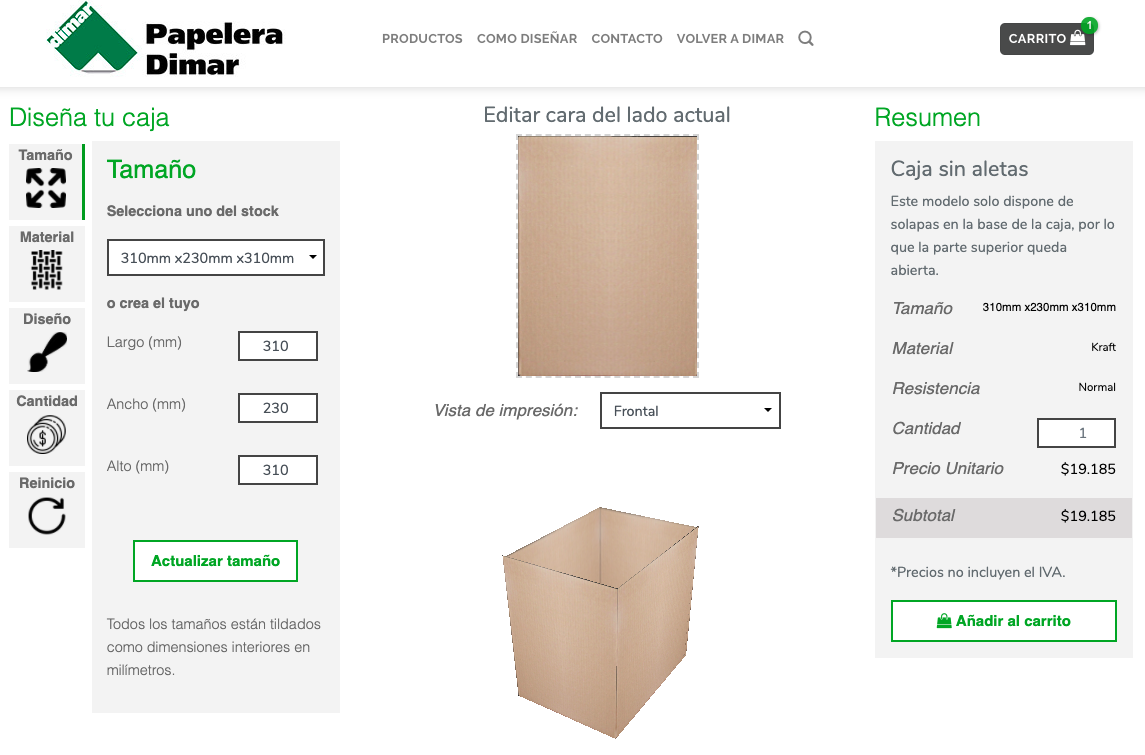 dimar
Papelera
Dimar
PRODUCTOS COMO DISEÑAR CONTACTO VOLVER A DIMAR
CARRITO 1
Diseña tu caja
Tamaño
Material
Diseño
Cantidad
Reinicio
Tamaño
Selecciona uno del stock
310mm x230mm x310mm
o crea el tuyo
Largo (mm) 310
Ancho (mm) 230
Alto (mm) 310
Actualizar tamaño
Todos los tamaños están tildados
como dimensiones interiores en
milímetros.
Editar cara del lado actual
Vista de impresión: Frontal
Resumen
Caja sin aletas
Este modelo solo dispone de
solapas en la base de la caja, por lo
que la parte superior queda
abierta.
Tamaño 310mm x230mm x310mm
Material Kraft
Resistencia Normal
Cantidad 1
Precio Unitario $19.185
Subtotal $19.185
*Precios no incluyen el IVA.
Añadir al carrito